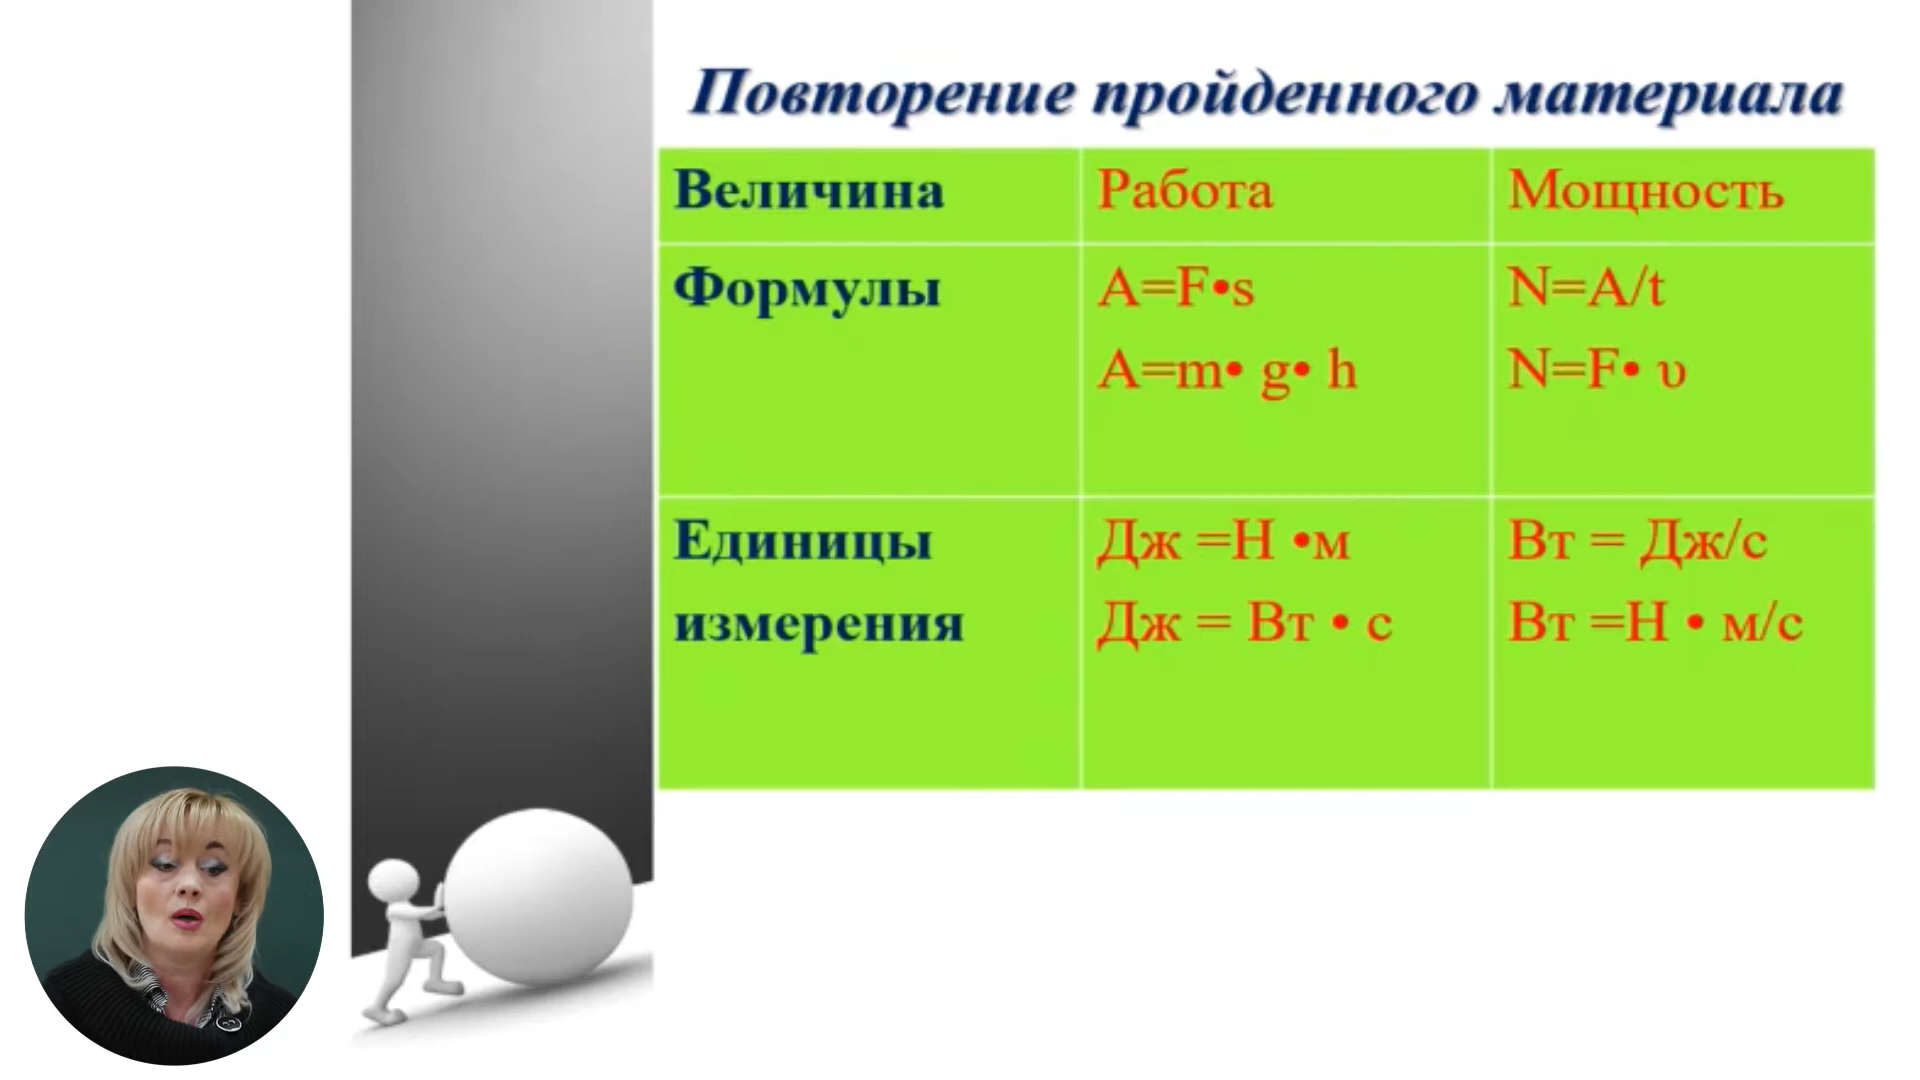 Повторение пройденного материала
Величина Работа Мощность
Формулы A=F•s N=A/t
A=m• g• h N=F• υ
Единицы Дж =Н •м Вт = Дж/с
измерения Дж = Вт • с Вт =Н • м/с